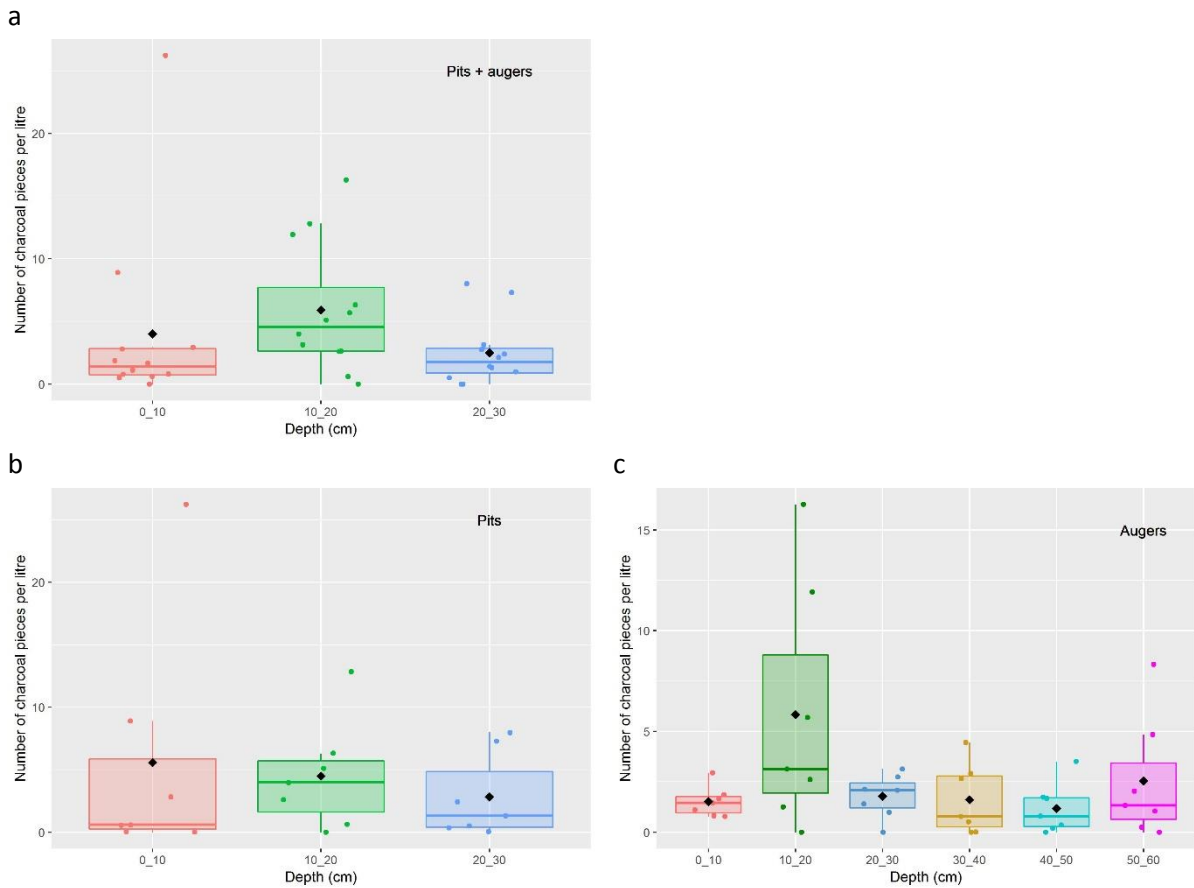 a
Pits + augers
Number of charcoal pieces per litre
20
10
0
0_10 10_20 20_30
Depth (cm)
b
Pits
Number of charcoal pieces per litre
20
10
0
0_10 10_20 20_30
Depth (cm)
c
Augers
Number of charcoal pieces per litre
15
10
5
0
0_10 10_20 20_30 30_40 40_50 50_60
Depth (cm)